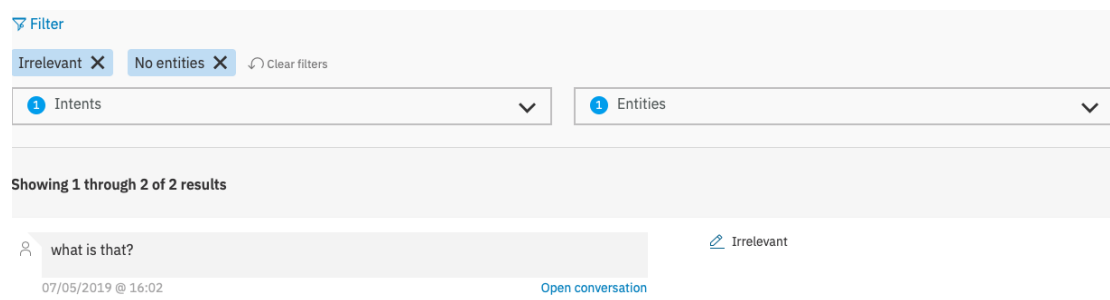 Filter
Irrelevant No entities Clear filters
1 Intents 1 Entities
Showing 1 through 2 of 2 results
what is that? Irrelevant
07/05/2019 @ 16:02 Open conversation